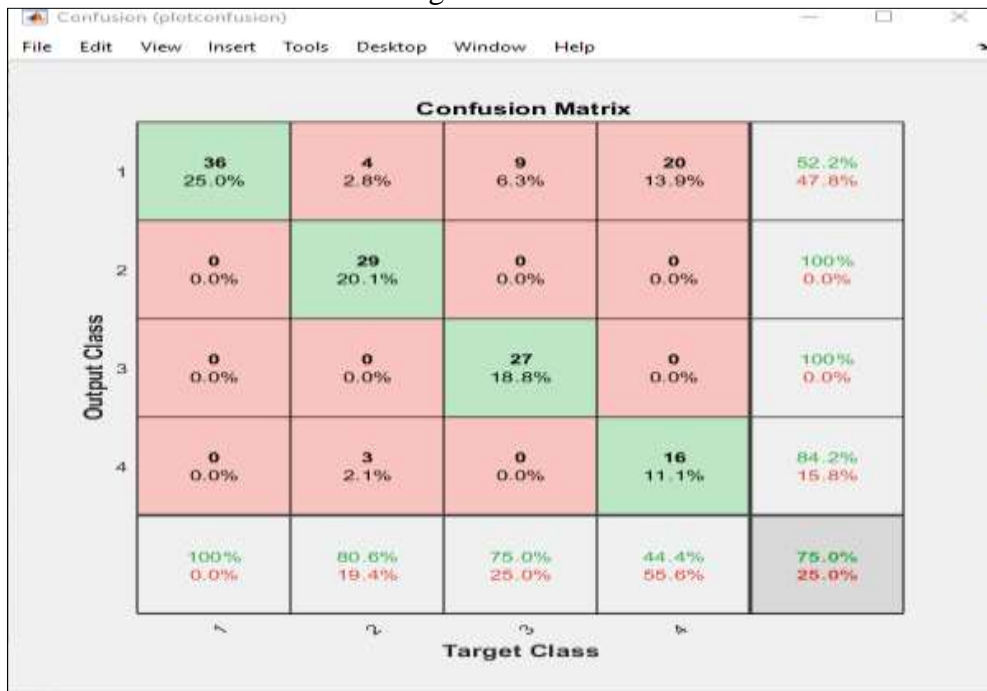 Confusion (plotconfusion)
File Edit View Insert Tools Desktop Window Help
Confusion Matrix
1 36 4 9 20 52.2%
25.0% 2.8% 6.3% 13.9% 47.8%
2 0 29 0 0 100%
0.0% 20.1% 0.0% 0.0% 0.0%
3 0 0 27 0 100%
0.0% 0.0% 18.8% 0.0% 0.0%
4 0 3 0 16 84.2%
0.0% 2.1% 0.0% 11.1% 15.8%
100% 80.6% 75.0% 44.4% 75.0%
0.0% 19.4% 25.0% 55.6% 25.0%
Output Class
1 2 3 4
Target Class